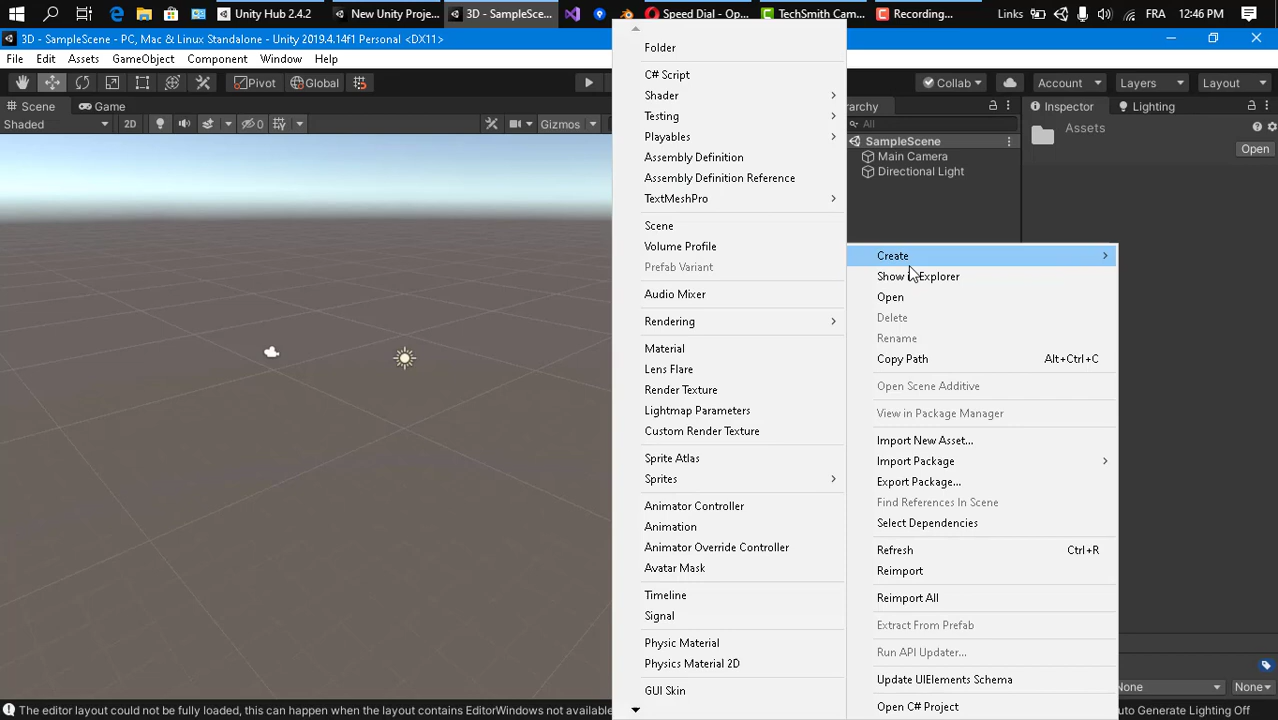 Unity Hub 2.4.2
New Unity Proje...
3D - SampleSce...
Speed Dial - Op...
TechSmith Cam...
Recording...
Links
FRA
12:46 PM
3D - SampleScene - PC, Mac & Linux Standalone - Unity 2019.4.14f1 Personal <DX11>
File Edit Assets GameObject Component Window Help
Pivot Global
Collab Account Layers Layout
Scene Game
Shaded 2D 0 Gizmos
erarchy
All
SampleScene
Main Camera
Directional Light
Inspector Lighting
Assets
Open
Folder
C# Script
Shader
Testing
Playables
Assembly Definition
Assembly Definition Reference
TextMeshPro
Scene
Volume Profile
Prefab Variant
Audio Mixer
Rendering
Material
Lens Flare
Render Texture
Lightmap Parameters
Custom Render Texture
Sprite Atlas
Sprites
Animator Controller
Animation
Animator Override Controller
Avatar Mask
Timeline
Signal
Physic Material
Physics Material 2D
GUI Skin
Create
Show in Explorer
Open
Delete
Rename
Copy Path Alt+Ctrl+C
Open Scene Additive
View in Package Manager
Import New Asset...
Import Package
Export Package...
Find References In Scene
Select Dependencies
Refresh Ctrl+R
Reimport
Reimport All
Extract From Prefab
Run API Updater...
Update UIElements Schema
Open C# Project
None None
The editor layout could not be fully loaded, this can happen when the layout contains EditorWindows not availabl
uto Generate Lighting Off